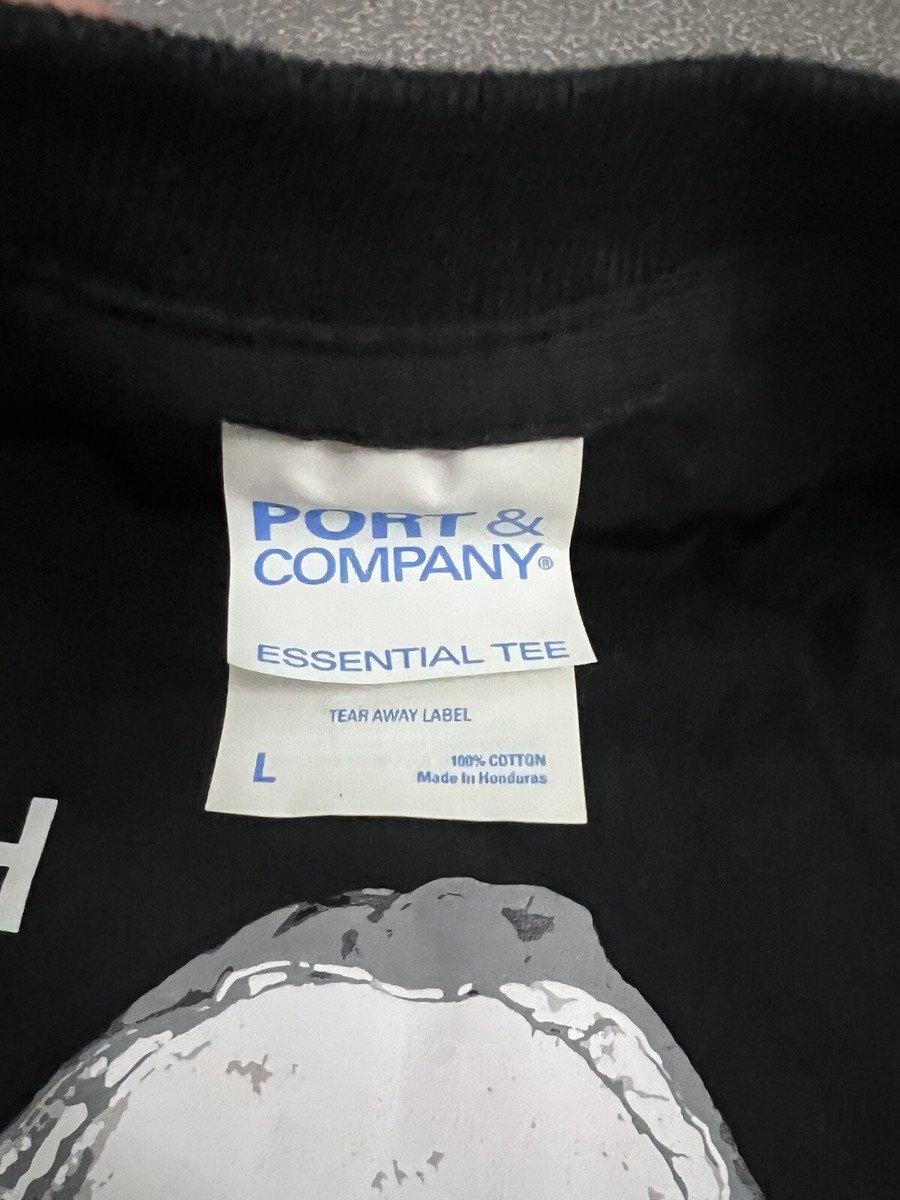 PORT &
COMPANY®
ESSENTIAL TEE
TEAR AWAY LABEL
L
100% COTTON
Made In Honduras